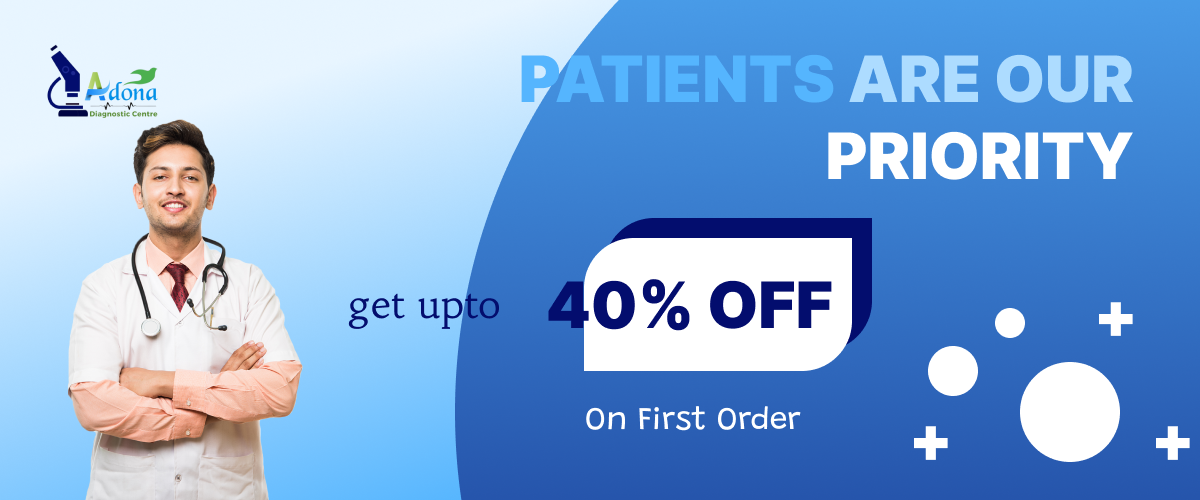 Adona
Diagnostic Centre
PATIENTS ARE OUR
PRIORITY
get upto 40% OFF
On First Order